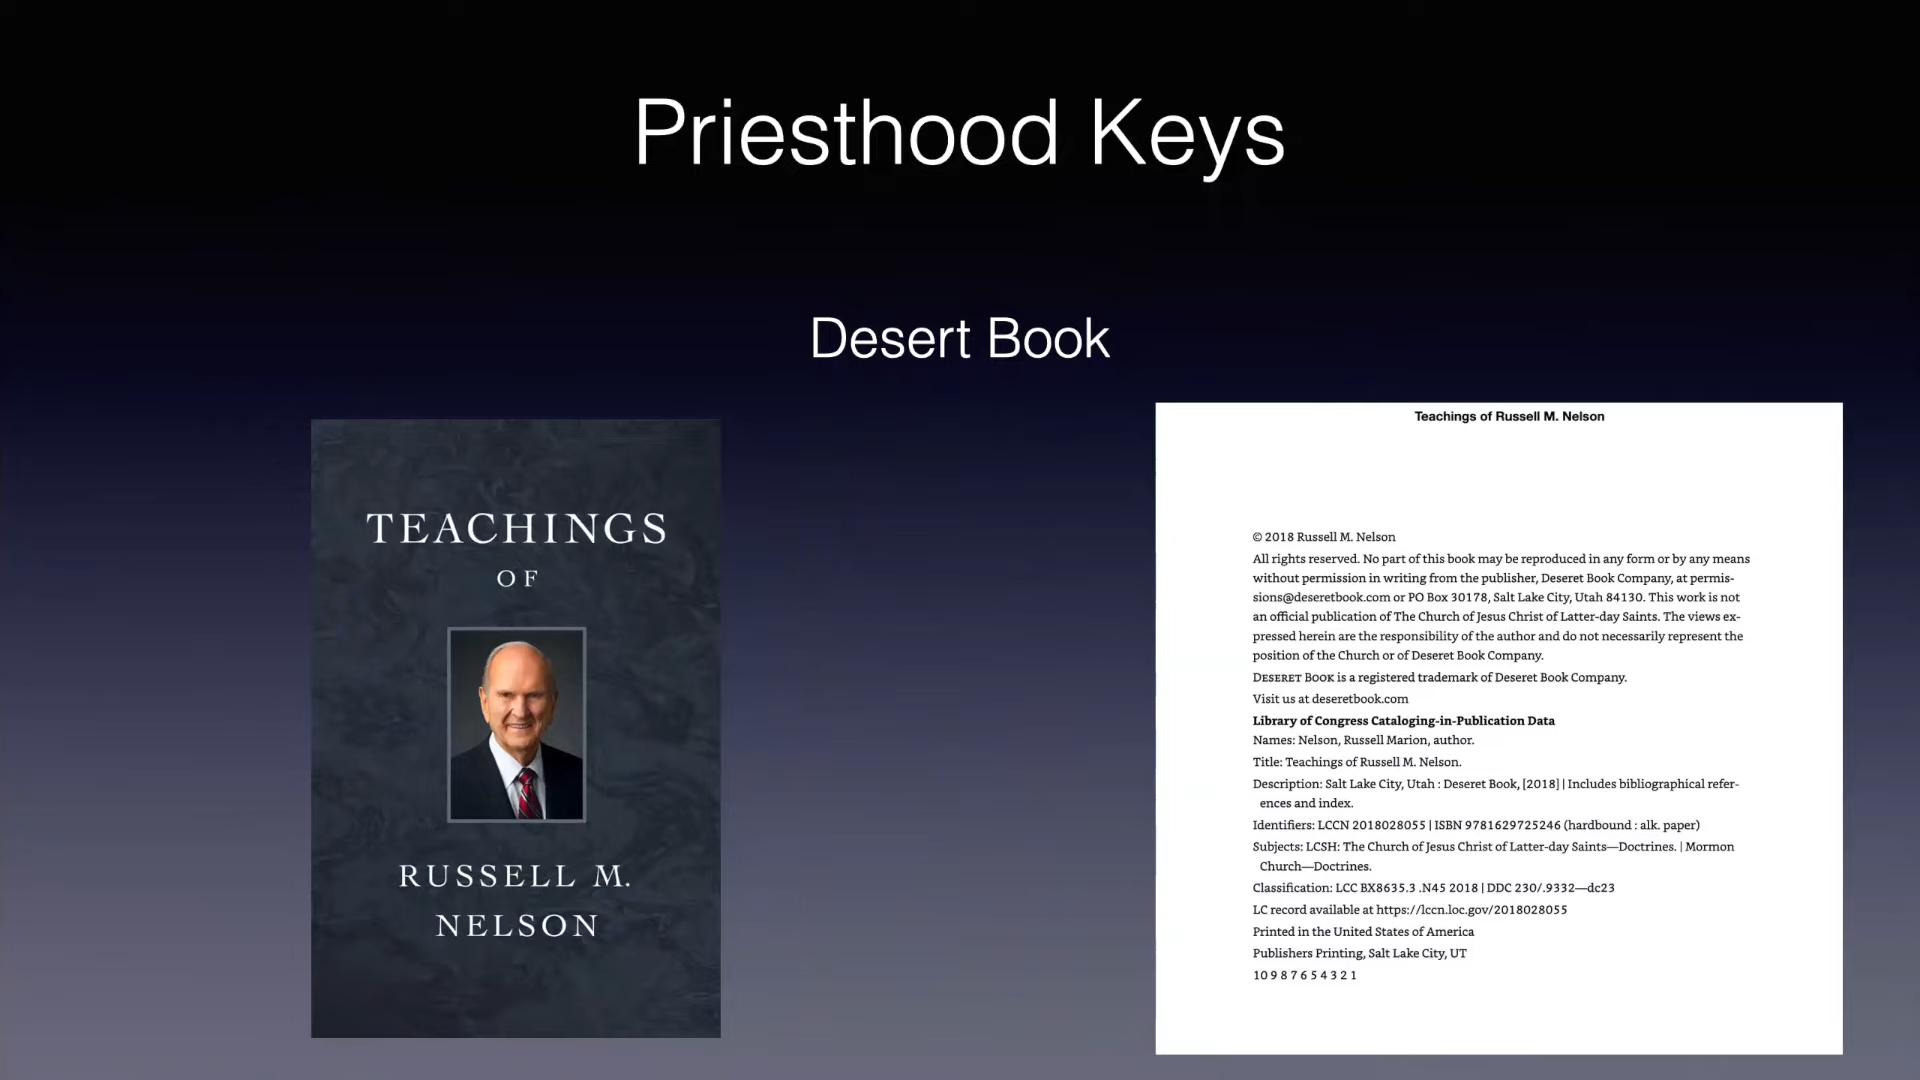 Priesthood Keys
Desert Book
TEACHINGS
OF
RUSSELL M.
NELSON
Teachings of Russell M. Nelson
© 2018 Russell M. Nelson
All rights reserved. No part of this book may be reproduced in any form or by any means
without permission in writing from the publisher, Deseret Book Company, at permis-
sions@deseretbook.com or PO Box 30178, Salt Lake City, Utah 84130. This work is not
an official publication of The Church of Jesus Christ of Latter-day Saints. The views ex-
pressed herein are the responsibility of the author and do not necessarily represent the
position of the Church or of Deseret Book Company.
DESERET BOOK is a registered trademark of Deseret Book Company.
Visit us at deseretbook.com
Library of Congress Cataloging-in-Publication Data
Names: Nelson, Russell Marion, author.
Title: Teachings of Russell M. Nelson.
Description: Salt Lake City, Utah : Deseret Book, [2018] | Includes bibliographical refer-
ences and index.
Identifiers: LCCN 2018028055 | ISBN 9781629725246 (hardbound : alk. paper)
Subjects: LCSH: The Church of Jesus Christ of Latter-day Saints—Doctrines. | Mormon
Church—Doctrines.
Classification: LCC BX8635.3 .N45 2018 | DDC 230/.9332—dc23
LC record available at https://lccn.loc.gov/2018028055
Printed in the United States of America
Publishers Printing, Salt Lake City, UT
10 9 8 7 6 5 4 3 2 1